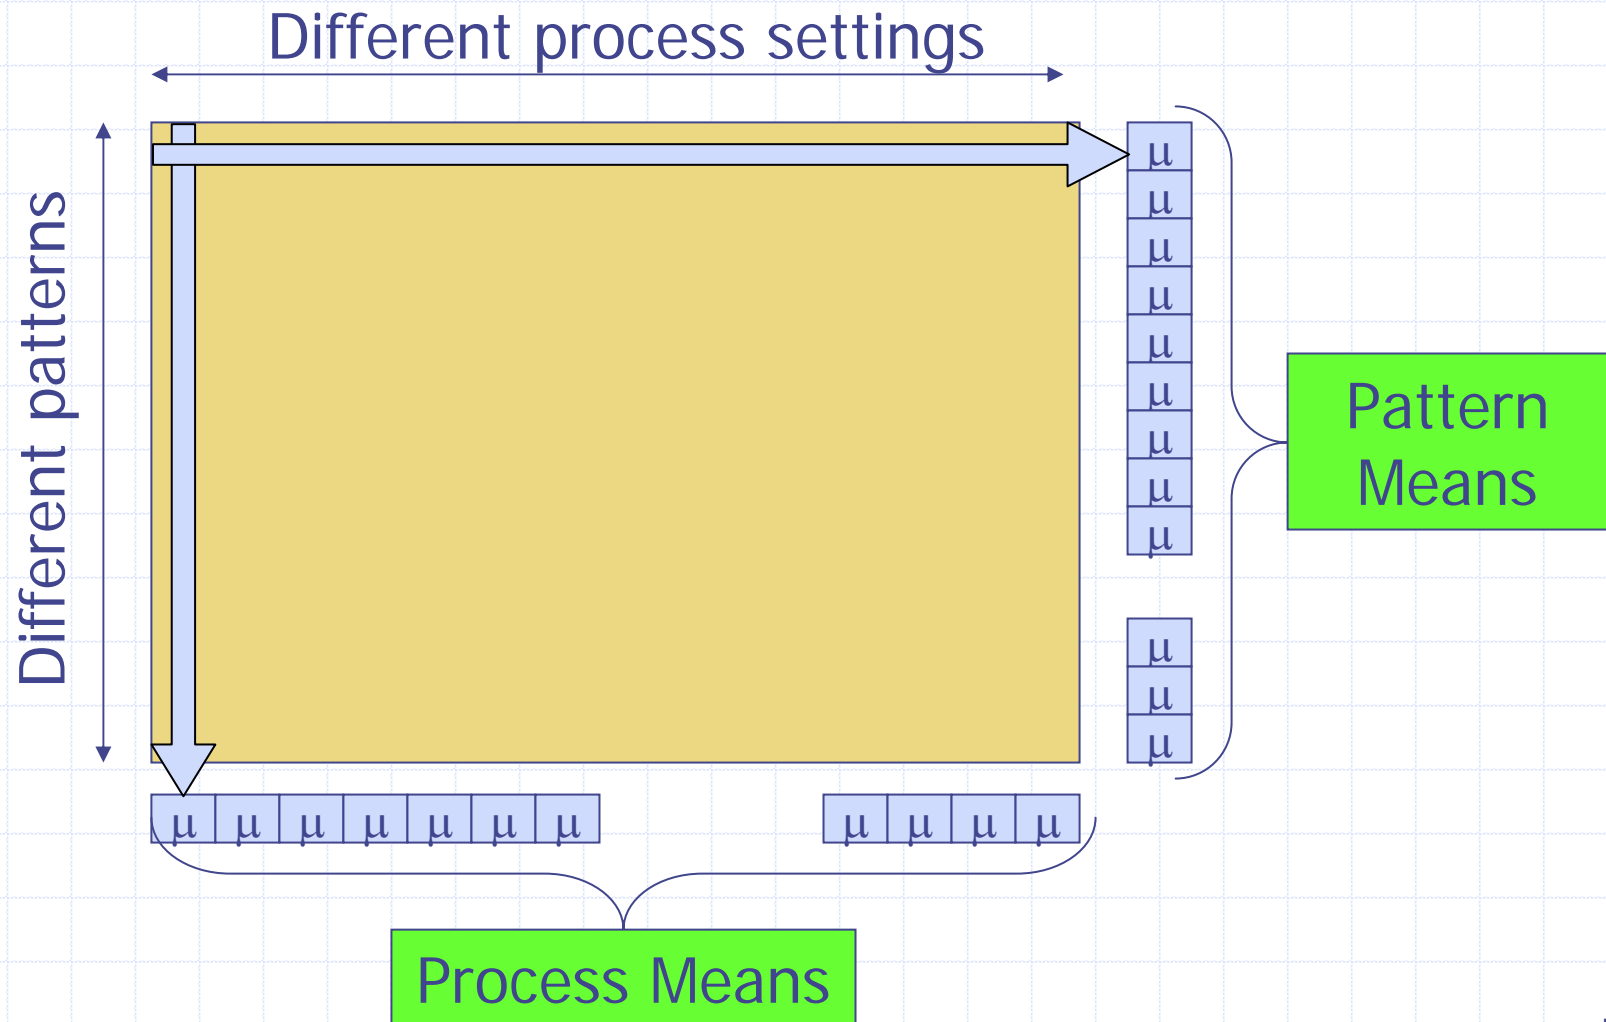 Different process settings
Different patterns
μ
μ
μ
μ
μ
μ
μ
μ
μ
μ
μ
μ
Pattern
Means
μ μ μ μ μ μ μ μ μ μ μ
Process Means